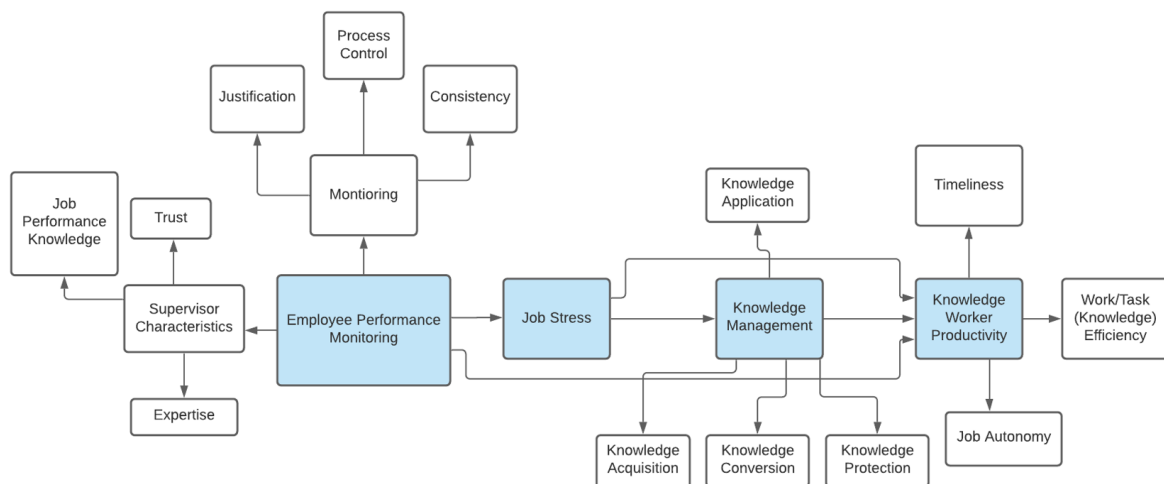 Process
Control
Justification
Consistency
Montioring
Job
Performance
Knowledge
Trust
Supervisor
Characteristics
Expertise
Employee Performance
Monitoring
Job Stress
Knowledge
Application
Knowledge
Management
Knowledge
Acquisition
Knowledge
Conversion
Knowledge
Protection
Timeliness
Knowledge
Worker
Productivity
Work/Task
(Knowledge)
Efficiency
Job Autonomy